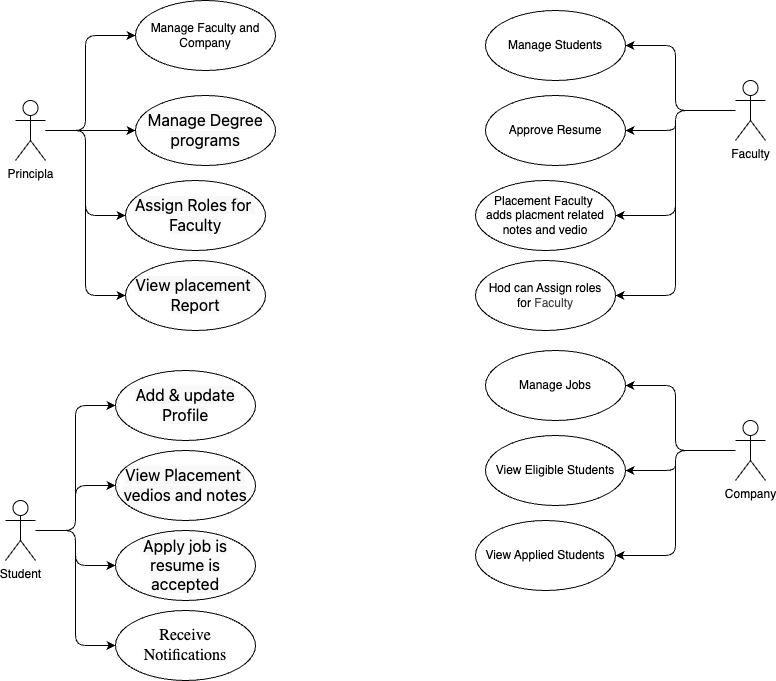 Manage Faculty and
Company
Manage Degree
programs
Principla
Assign Roles for
Faculty
View placement
Report
Manage Students
Approve Resume
Faculty
Placement Faculty
adds placment related
notes and vedio
Hod can Assign roles
for Faculty
Add & update
Profile
View Placement
vedios and notes
Student
Apply job is
resume is
accepted
Receive
Notifications
Manage Jobs
View Eligible Students
Company
View Applied Students